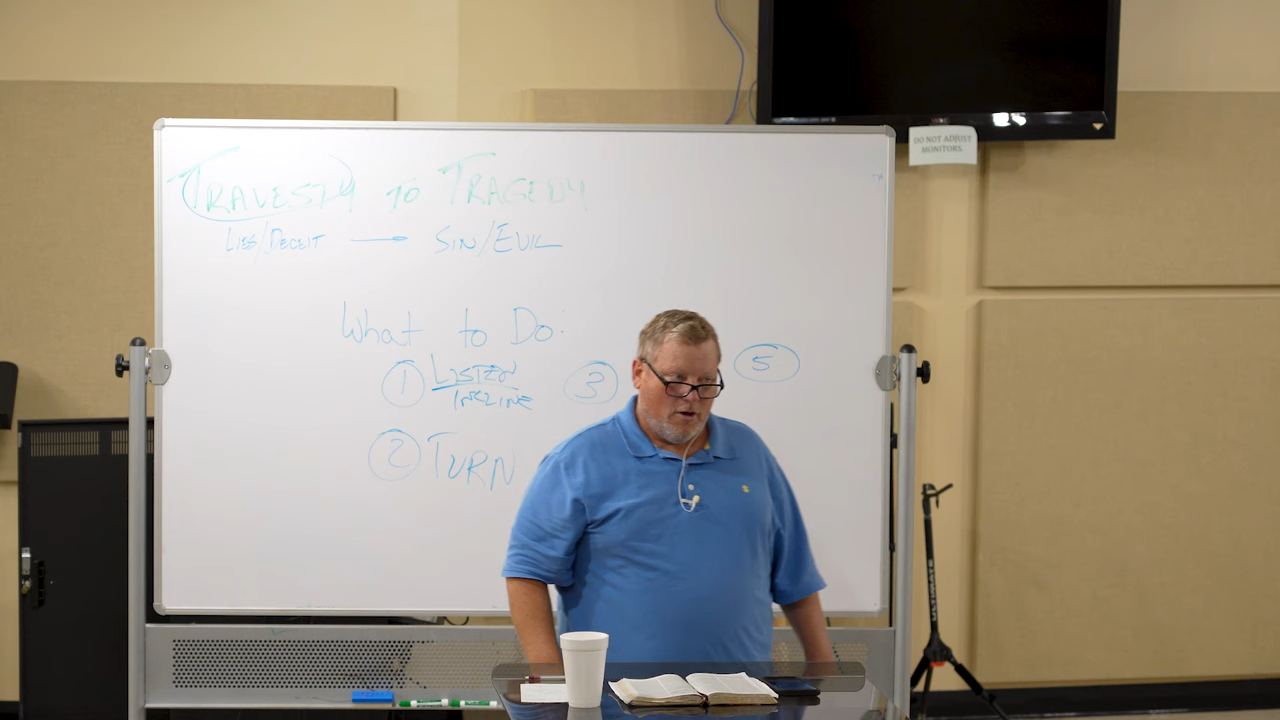 TRAVESTY to TRAGEDY
LIES/DECEIT → SIN/EVIL
What to Do:
① LISTEN
INCLINE
② TURN
③
⑤
DO NOT ADJUST
MONITORS.
ULTIMATE